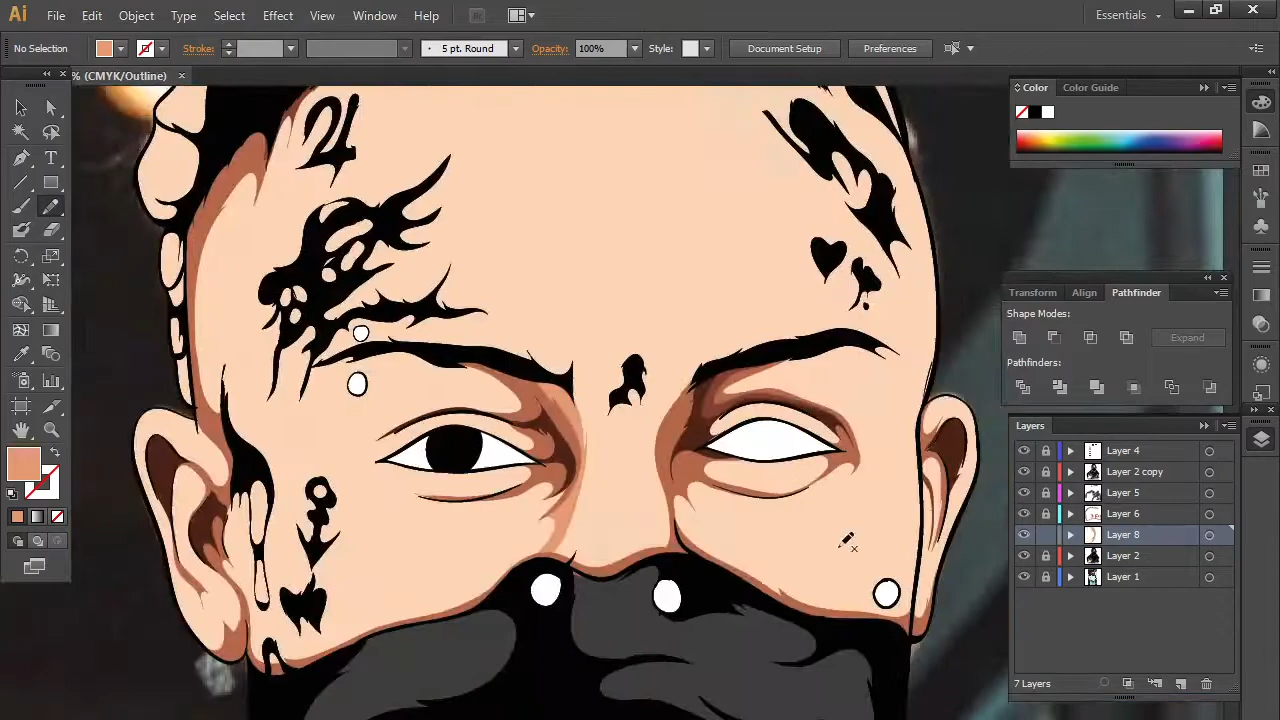 Ai File Edit Object Type Select Effect View Window Help Br Essentials
No Selection Stroke: 5 pt. Round Opacity: 100% Style: Document Setup Preferences
% (CMYK/Outline) ×
Color Color Guide
Transform Align Pathfinder
Shape Modes:
Expand
Pathfinders:
Layers
Layer 4
Layer 2 copy
Layer 5
Layer 6
Layer 8
Layer 2
Layer 1
7 Layers